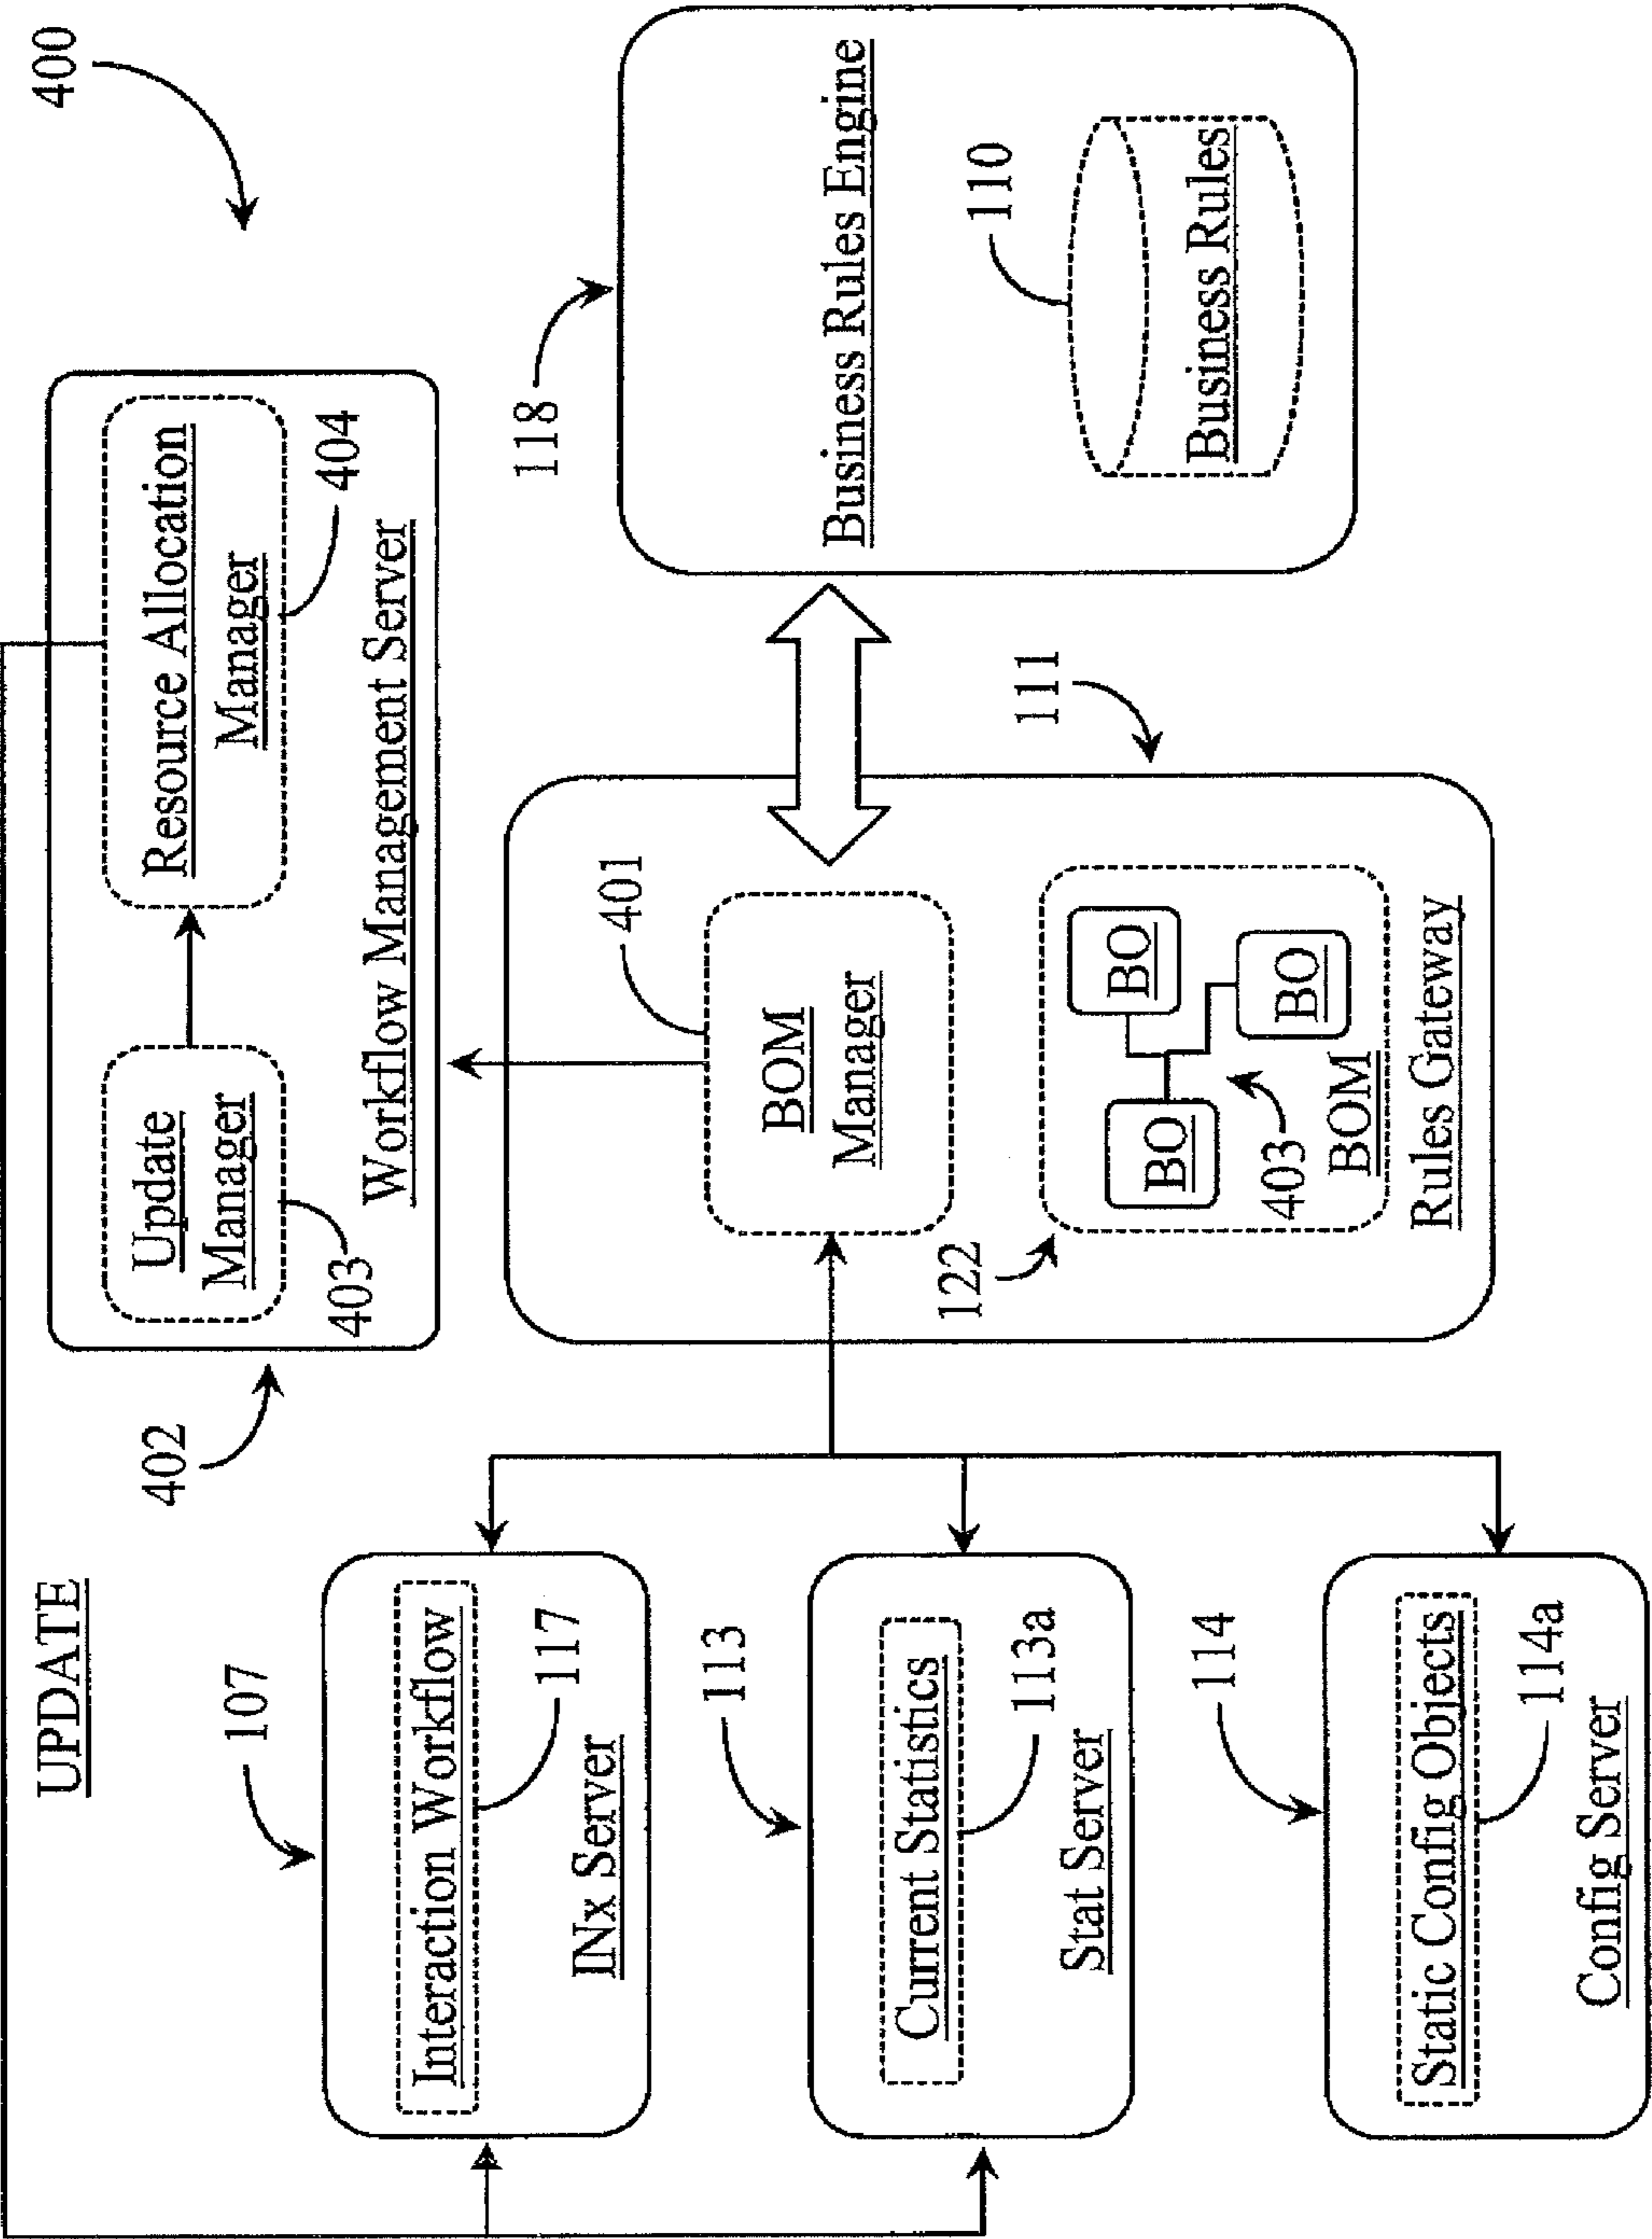 400
UPDATE
402
Update
Manager
403
Resource Allocation
Manager
404
Workflow Management Server
107
Interaction Workflow
117
INx Server
113
Current Statistics
113a
Stat Server
114
Static Config Objects
114a
Config Server
401
BOM
Manager
111
122
BO
BO
BO
403
BOM
Rules Gateway
118
Business Rules Engine
110
Business Rules